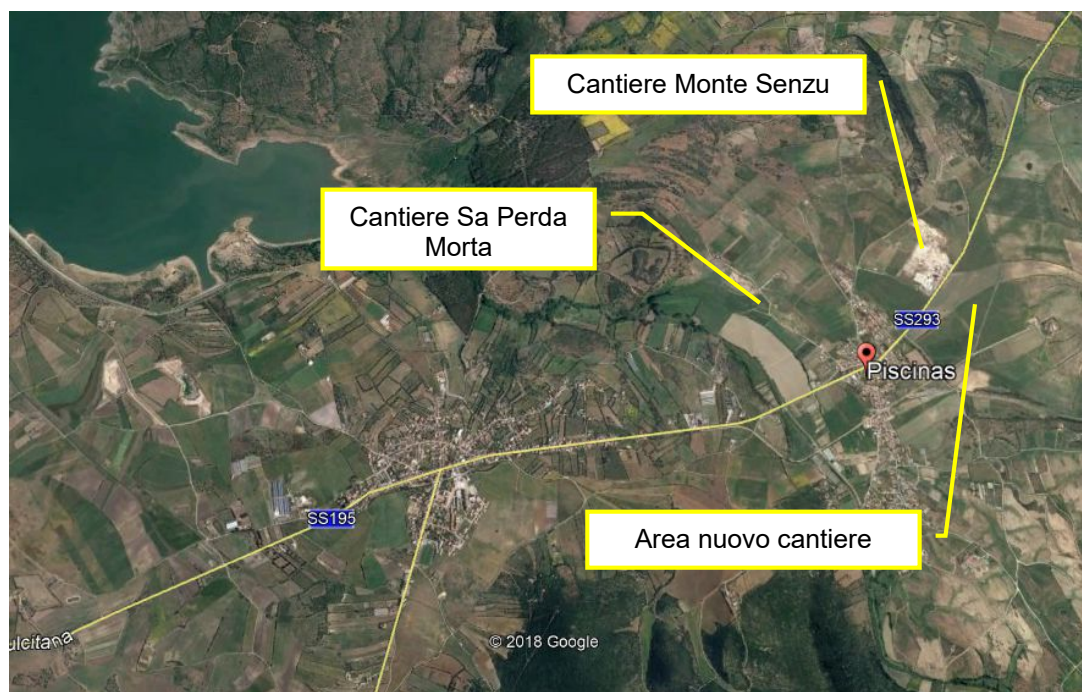 Cantiere Monte Senzu
Cantiere Sa Perda
Morta
SS293
Piscinas
SS195
Area nuovo cantiere
ulcitana
© 2018 Google